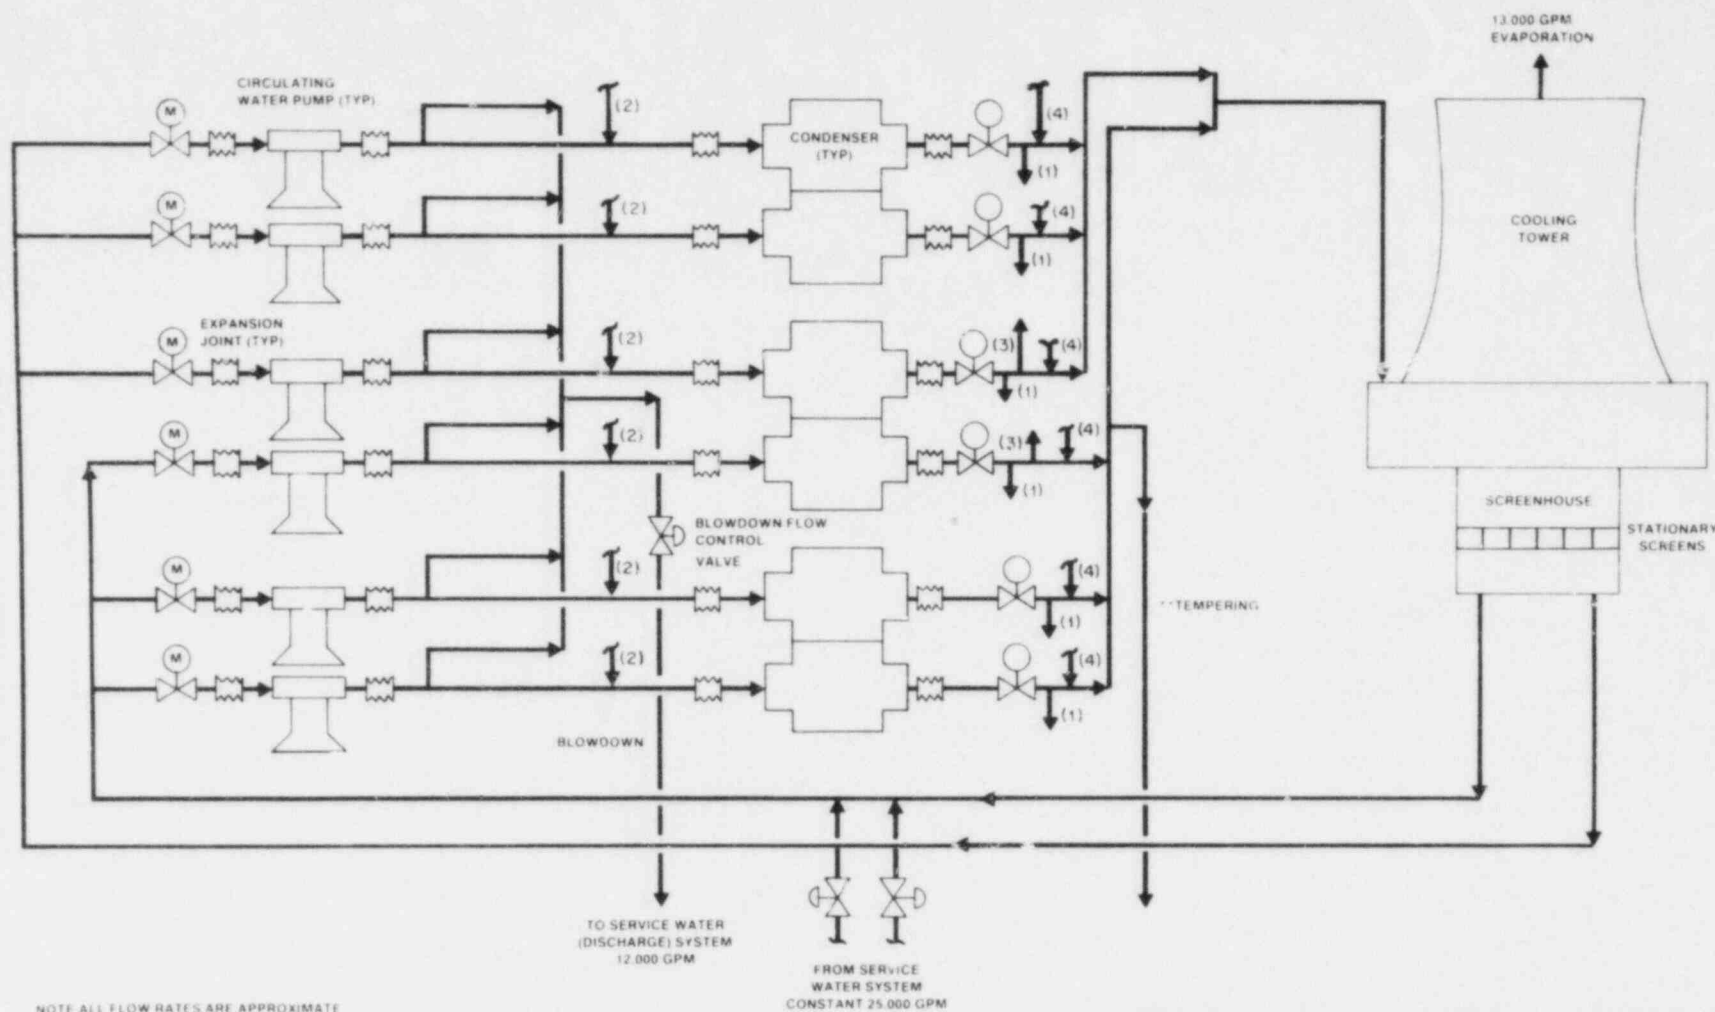 13,000 GPM
EVAPORATION
CIRCULATING
WATER PUMP (TYP)
M
(2)
CONDENSER
(TYP)
(4)
(1)
M
(2)
(4)
(1)
COOLING
TOWER
EXPANSION
JOINT (TYP)
M
(2)
(3)
(4)
(1)
M
(2)
(3)
(4)
(1)
SCREENHOUSE
STATIONARY
SCREENS
BLOWDOWN FLOW
CONTROL
VALVE
M
(2)
(4)
(1)
TEMPERING
M
(2)
(4)
(1)
BLOWDOWN
TO SERVICE WATER
(DISCHARGE) SYSTEM
12,000 GPM
FROM SERVICE
WATER SYSTEM
CONSTANT 25,000 GPM
NOTE ALL FLOW RATES ARE APPROXIMATE